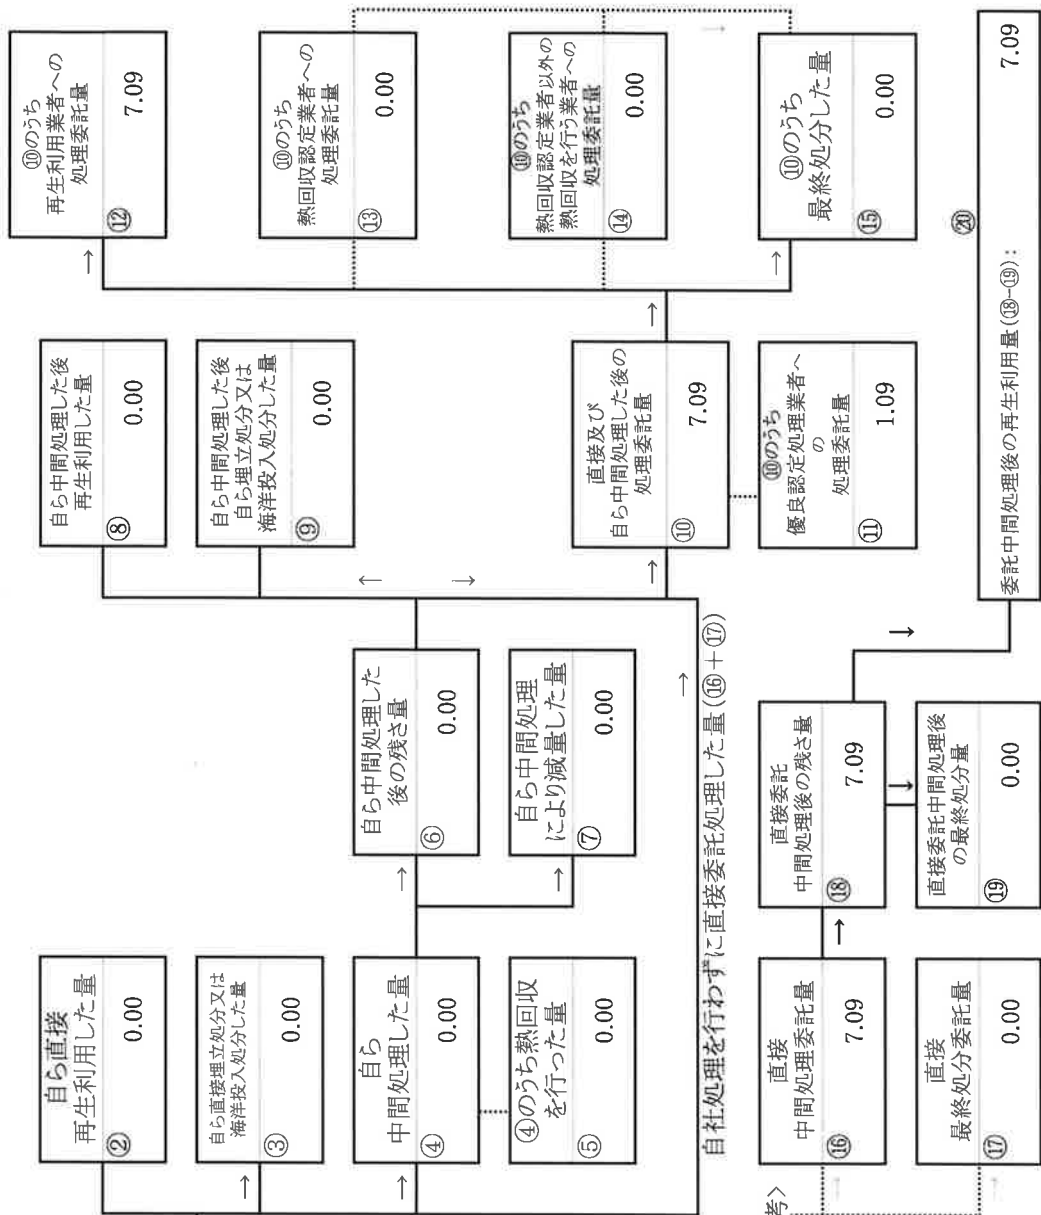 自ら直接
再生利用した量
②
0.00
自ら直接埋立処分又は
海洋投入処分した量
③
0.00
自ら
中間処理した量
④
0.00
④のうち熱回収
を行った量
⑤
0.00
自ら中間処理した
後の残さ量
⑥
0.00
自ら中間処理
により減量した量
⑦
0.00
自ら中間処理した後
再生利用した量
⑧
0.00
自ら中間処理した後
自ら埋立処分又は
海洋投入処分した量
⑨
0.00
直接及び
自ら中間処理した後の
処理委託量
⑩
7.09
⑩のうち
優良認定処理業者へ
の
処理委託量
⑪
1.09
⑩のうち
再生利用業者への
処理委託量
⑫
7.09
⑩のうち
熱回収認定業者への
処理委託量
⑬
0.00
⑩のうち
熱回収認定業者以外の
熱回収を行う業者への
処理委託量
⑭
0.00
⑩のうち
最終処分した量
⑮
0.00
自社処理を行わずに直接委託処理した量(⑯+⑰)
考>
直接
中間処理委託量
⑯
7.09
直接
最終処分委託量
⑰
0.00
直接委託
中間処理後の残さ量
⑱
7.09
直接委託中間処理後
の最終処分量
⑲
0.00
⑳
委託中間処理後の再生利用量(⑱-⑲):
7.09